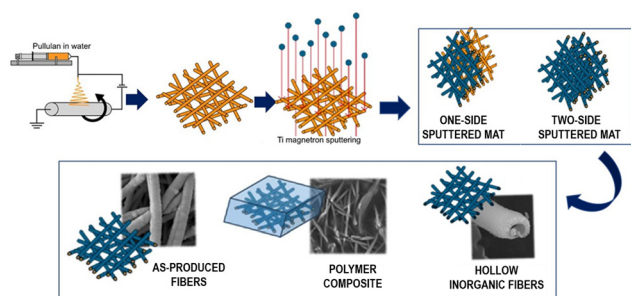 Pullulan in water
Ti magnetron sputtering
ONE-SIDE
SPUTTERED MAT
TWO-SIDE
SPUTTERED MAT
AS-PRODUCED
FIBERS
POLYMER
COMPOSITE
HOLLOW
INORGANIC FIBERS